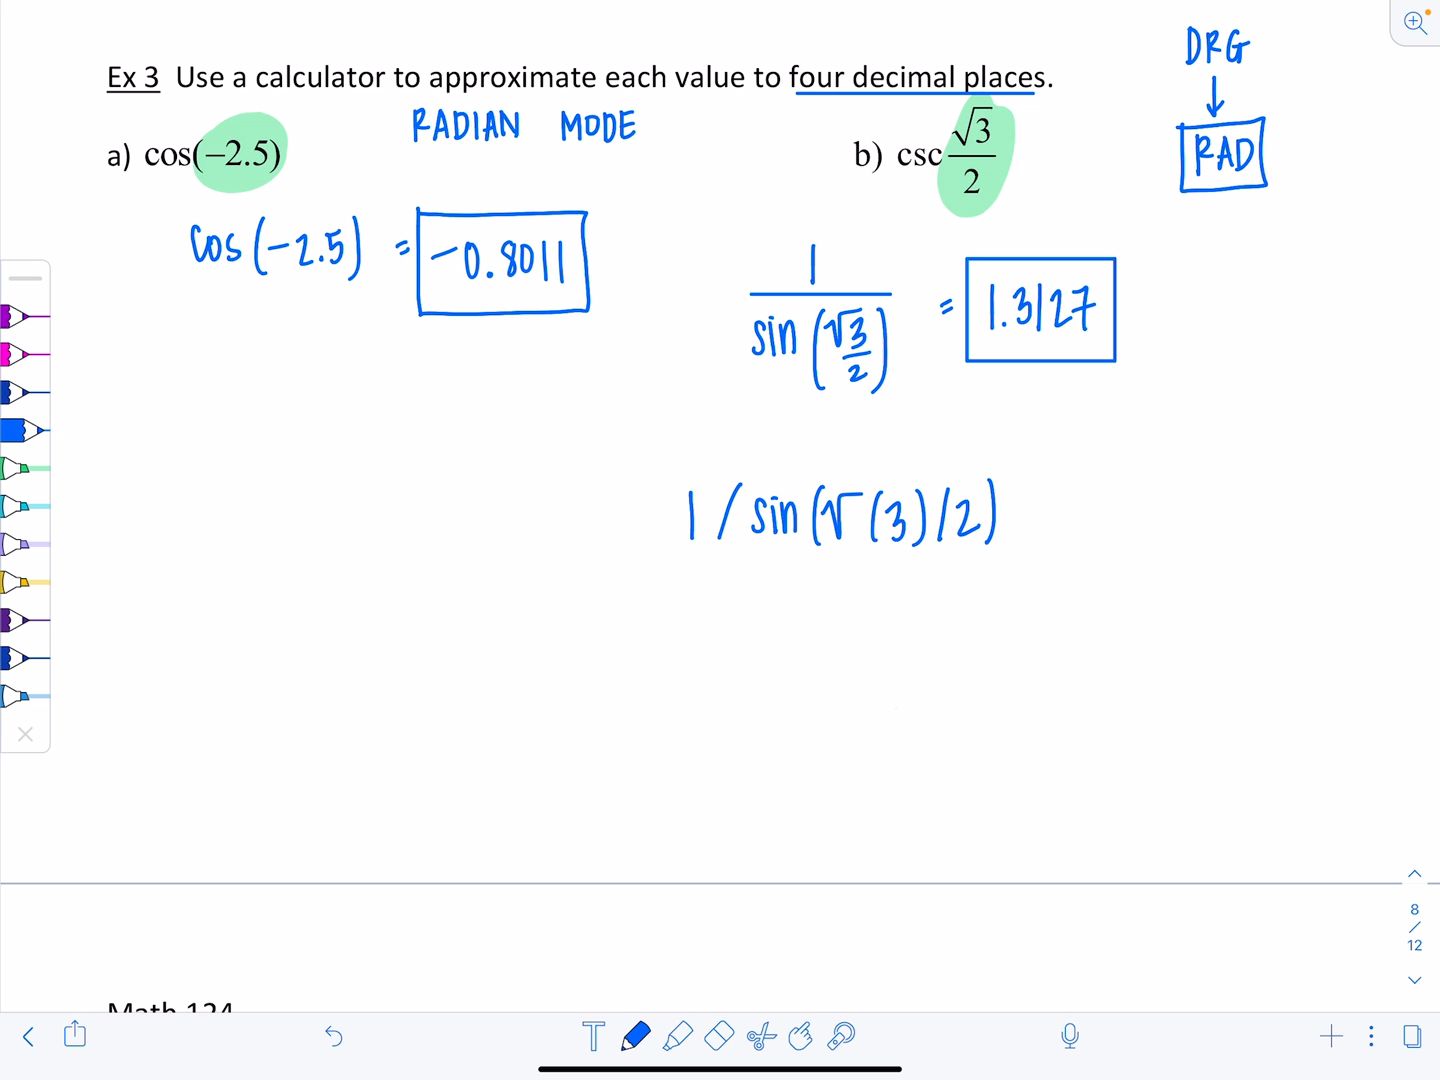 DRG
Ex 3 Use a calculator to approximate each value to four decimal places.
RADIAN MODE
RAD
a) cos(−2.5)
b) csc √3/2
cos(−2.5) = −0.8011
1/sin(√3/2) = 1.3127
1 / sin(√(3)/2)
8
/
12
Math 124
T